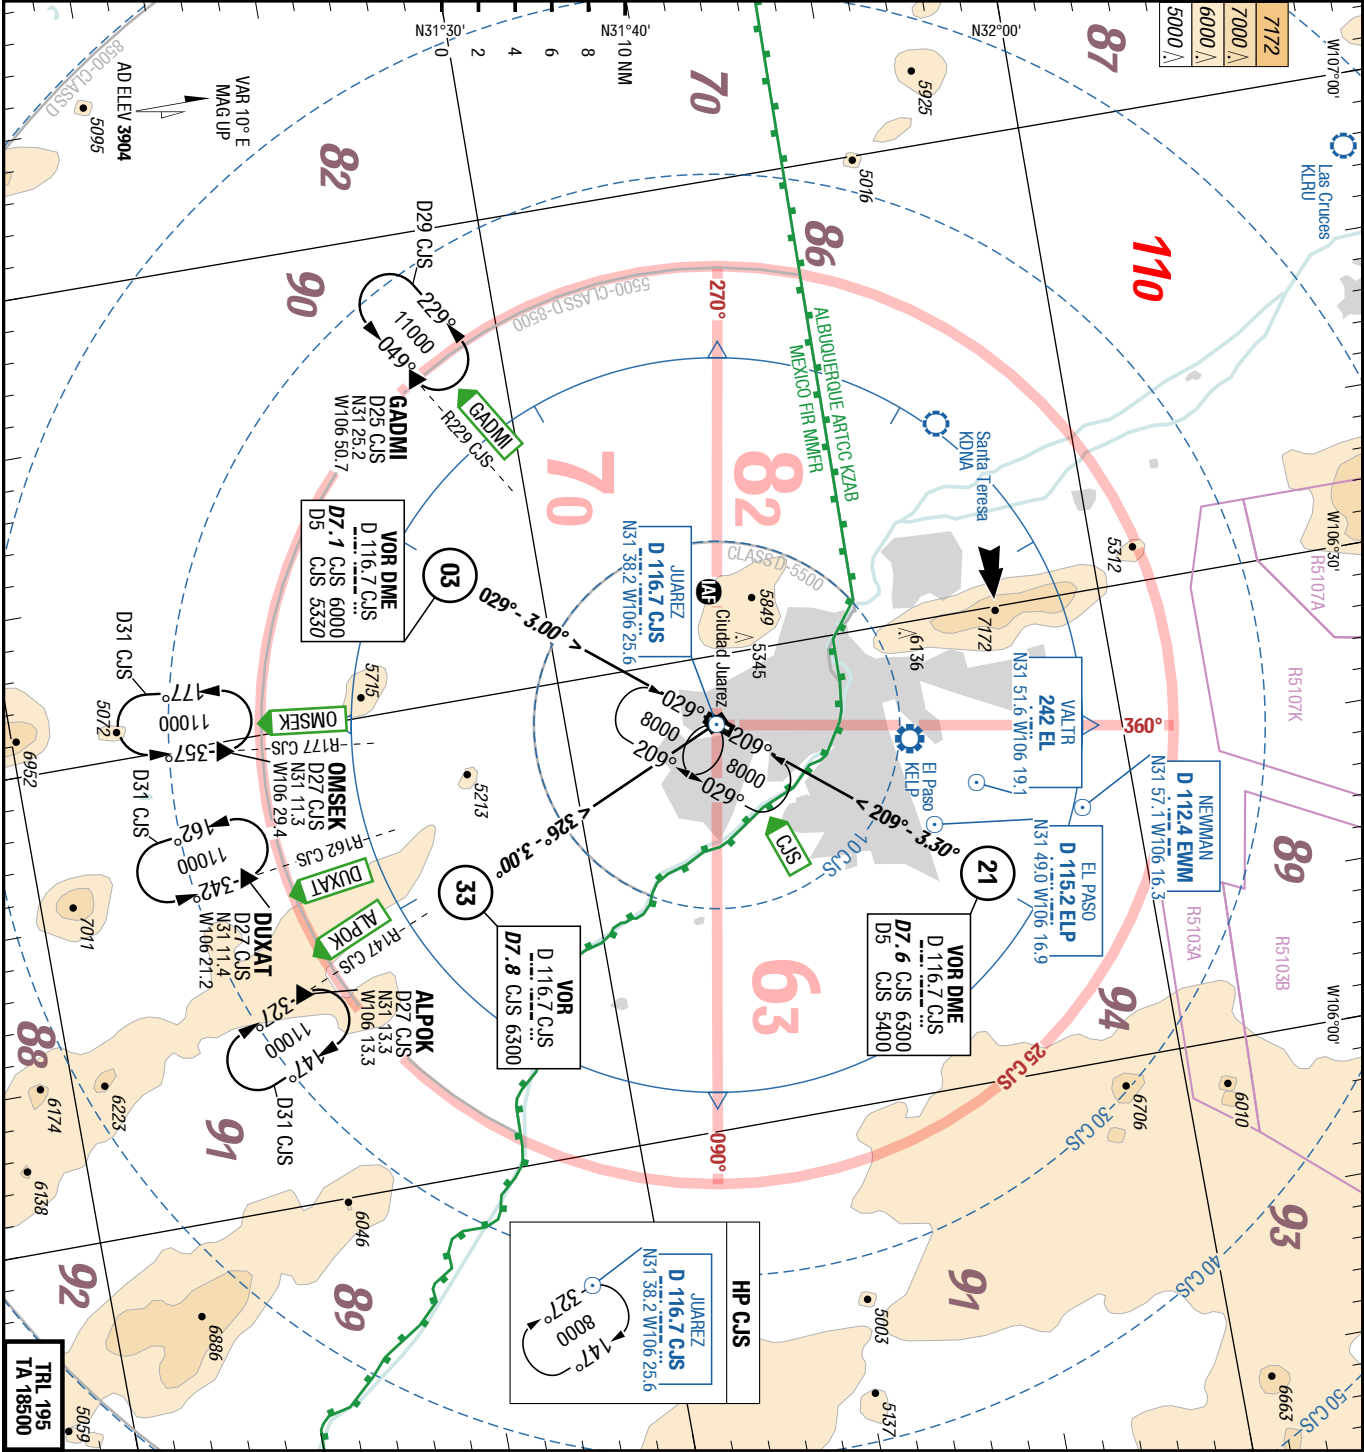 7172
7000
6000
5000
W107°00'
W106°30'
W106°00'
N31°30'
N31°40'
N32°00'
0
2
4
6
8
10 NM
VAR 10° E
MAG UP
AD ELEV 3904
8500-CLASS D
5500-CLASS D-8500
CLASS D-5500
87
70
82
90
86
11₀
Las Cruces
KLRU
Santa Teresa
KDNA
El Paso
KELP
Ciudad Juarez
IAF
ALBUQUERQUE ARTCC KZAB
MEXICO FIR MMFR
270°
360°
090°
82
70
63
5925
5016
5095
5312
7172
6136
5849
5345
5715
5213
5072
6952
7011
6223
6174
6138
6046
6886
5059
6706
6010
5003
5137
6663
R5107A
R5107K
R5103A
R5103B
89
94
93
91
88
91
92
89
10 CJS
25 CJS
30 CJS
40 CJS
50 CJS
D29 CJS
229°
11000
049°
GADMI
D25 CJS
N31 25.2
W106 50.7
GADMI
R229 CJS
JUAREZ
D 116.7 CJS
N31 38.2 W106 25.6
VALTR
242 EL
N31 51.6 W106 19.1
NEWMAN
D 112.4 EWM
N31 57.1 W106 16.3
EL PASO
D 115.2 ELP
N31 49.0 W106 16.9
03
029°- 3.00° >
VOR DME
D 116.7 CJS
D7.1 CJS 6000
D5 CJS 5330
21
< 209°- 3.30°
VOR DME
D 116.7 CJS
D7.6 CJS 6300
D5 CJS 5400
33
< 326°- 3.00°
VOR
D 116.7 CJS
D7.8 CJS 6300
029°
8000
209°
209°
8000
029°
CJS
D31 CJS
177°
11000
357°
OMSEK
R177 CJS
OMSEK
D27 CJS
N31 11.3
W106 29.4
D31 CJS
162°
11000
342°
R162 CJS
DUXAT
DUXAT
D27 CJS
N31 11.4
W106 21.2
ALPOK
R147 CJS
ALPOK
D27 CJS
N31 13.3
W106 13.3
327°
11000
147°
D31 CJS
HP CJS
JUAREZ
D 116.7 CJS
N31 38.2 W106 25.6
327°
8000
147°
TRL 195
TA 18500